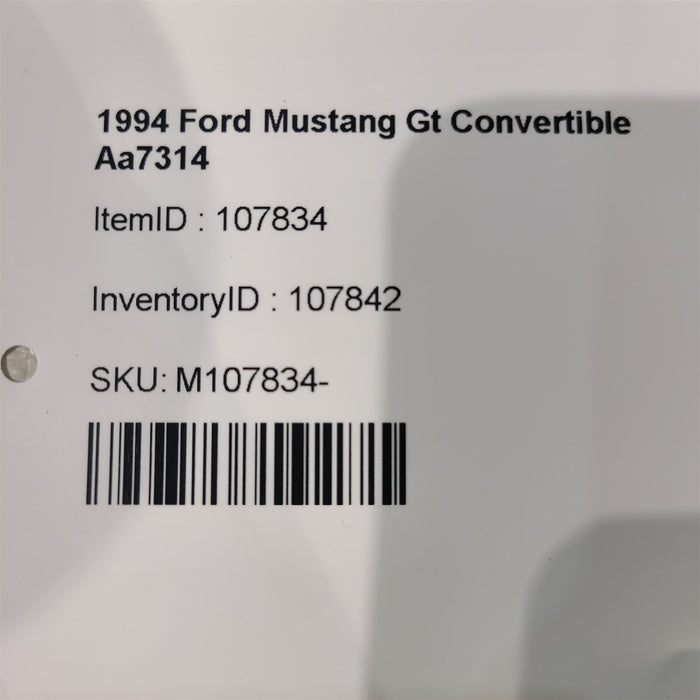 1994 Ford Mustang Gt Convertible
Aa7314
ItemID : 107834
InventoryID : 107842
SKU: M107834-